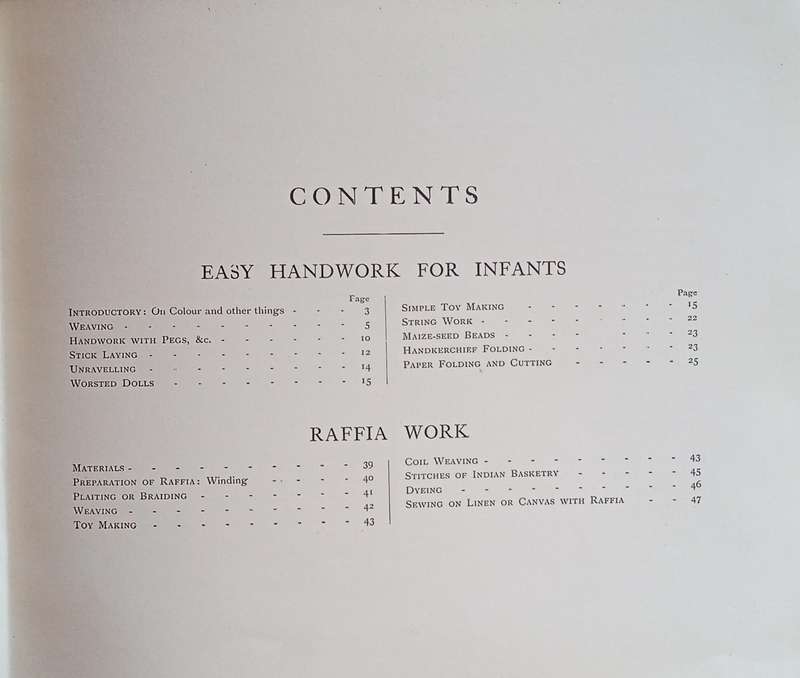 CONTENTS
EASY HANDWORK FOR INFANTS
Page
INTRODUCTORY: On Colour and other things - - - 3
WEAVING - - - - - - - - - - 5
HANDWORK WITH PEGS, &c. - - - - - - 10
STICK LAYING - - - - - - - - - 12
UNRAVELLING - - - - - - - - - 14
WORSTED DOLLS - - - - - - - - 15
Page
SIMPLE TOY MAKING - - - - - - - 15
STRING WORK - - - - - - - - 22
MAIZE-SEED BEADS - - - - - - - 23
HANDKERCHIEF FOLDING - - - - - - - 23
PAPER FOLDING AND CUTTING - - - - - 25
RAFFIA WORK
MATERIALS - - - - - - - - - - 39
PREPARATION OF RAFFIA: Winding - - - - 40
PLAITING OR BRAIDING - - - - - - - 41
WEAVING - - - - - - - - - - 42
TOY MAKING - - - - - - - - - 43
COIL WEAVING - - - - - - - - - 43
STITCHES OF INDIAN BASKETRY - - - - - 45
DYEING - - - - - - - - - - 46
SEWING ON LINEN OR CANVAS WITH RAFFIA - - 47